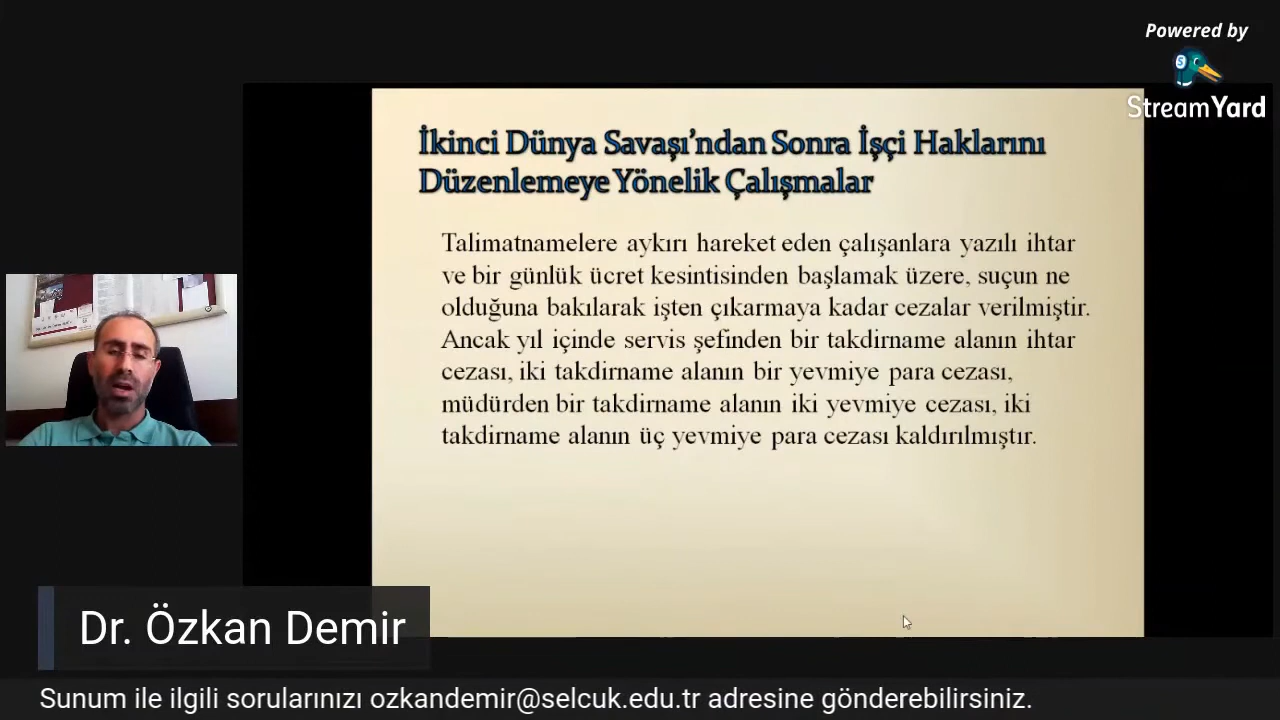 Powered by
StreamYard
İkinci Dünya Savaşı’ndan Sonra İşçi Haklarını
Düzenlemeye Yönelik Çalışmalar
Talimatnamelere aykırı hareket eden çalışanlara yazılı ihtar
ve bir günlük ücret kesintisinden başlamak üzere, suçun ne
olduğuna bakılarak işten çıkarmaya kadar cezalar verilmiştir.
Ancak yıl içinde servis şefinden bir takdirname alanın ihtar
cezası, iki takdirname alanın bir yevmiye para cezası,
müdürden bir takdirname alanın iki yevmiye cezası, iki
takdirname alanın üç yevmiye para cezası kaldırılmıştır.
Dr. Özkan Demir
Sunum ile ilgili sorularınızı ozkandemir@selcuk.edu.tr adresine gönderebilirsiniz.